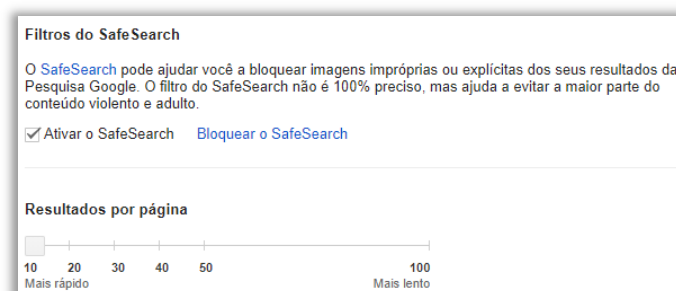 Filtros do SafeSearch
O SafeSearch pode ajudar você a bloquear imagens impróprias ou explícitas dos seus resultados da
Pesquisa Google. O filtro do SafeSearch não é 100% preciso, mas ajuda a evitar a maior parte do
conteúdo violento e adulto.
Ativar o SafeSearch Bloquear o SafeSearch
Resultados por página
10 20 30 40 50 100
Mais rápido Mais lento